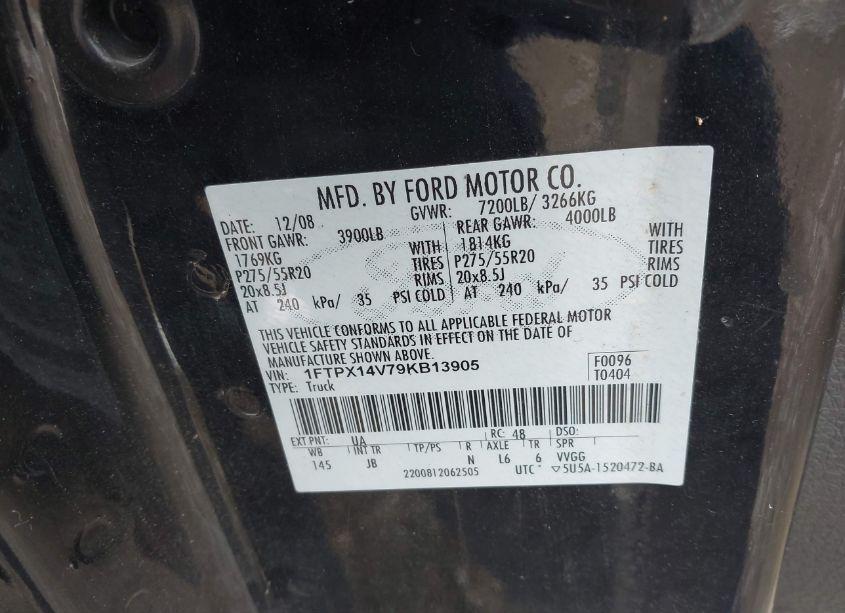 MFD. BY FORD MOTOR CO.
DATE: 12/08 GVWR: 7200LB/ 3266KG
FRONT GAWR: 3900LB REAR GAWR: 4000LB
1769KG WITH 1814KG WITH
P275/55R20 TIRES P275/55R20 TIRES
20x8.5J RIMS 20x8.5J RIMS
AT 240 kPa/ 35 PSI COLD AT 240 kPa/ 35 PSI COLD
THIS VEHICLE CONFORMS TO ALL APPLICABLE FEDERAL MOTOR
VEHICLE SAFETY STANDARDS IN EFFECT ON THE DATE OF
MANUFACTURE SHOWN ABOVE.
VIN: 1FTPX14V79KB13905 F0096
TYPE: Truck T0404
EXT PNT: UA RC: 48 DSO:
WB INT TR TP/PS R AXLE TR SPR
145 JB N L6 6 VVGG
2200812062505 UTC ▽5U5A-1520472-BA